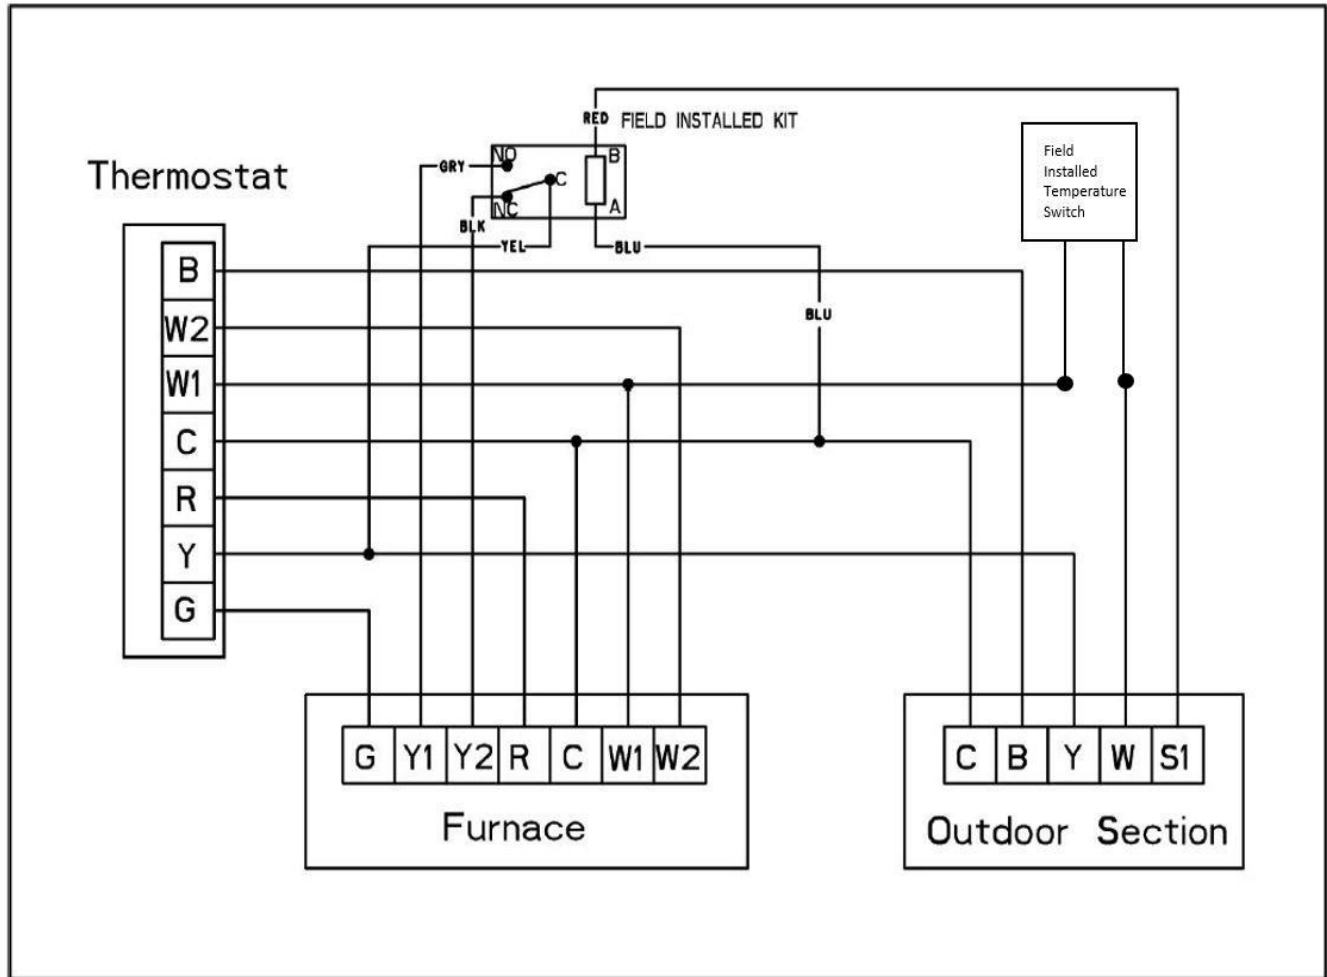 RED FIELD INSTALLED KIT
NO
B
GRY
C
NC
A
BLK
YEL
BLU
BLU
Field
Installed
Temperature
Switch
Thermostat
B
W2
W1
C
R
Y
G
G Y1 Y2 R C W1 W2
Furnace
C B Y W S1
Outdoor Section